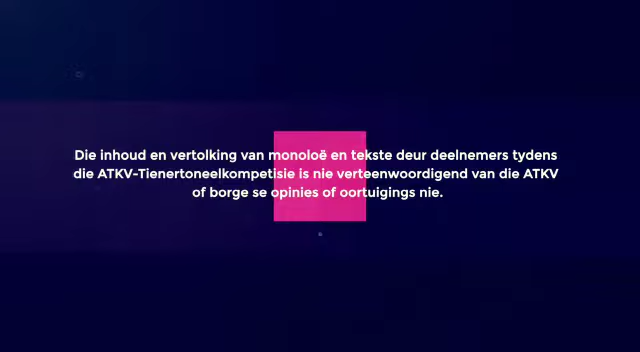 Die inhoud en vertolking van monoloë en tekste deur deelnemers tydens
die ATKV-Tienertoneelkompetisie is nie verteenwoordigend van die ATKV
of borge se opinies of oortuigings nie.